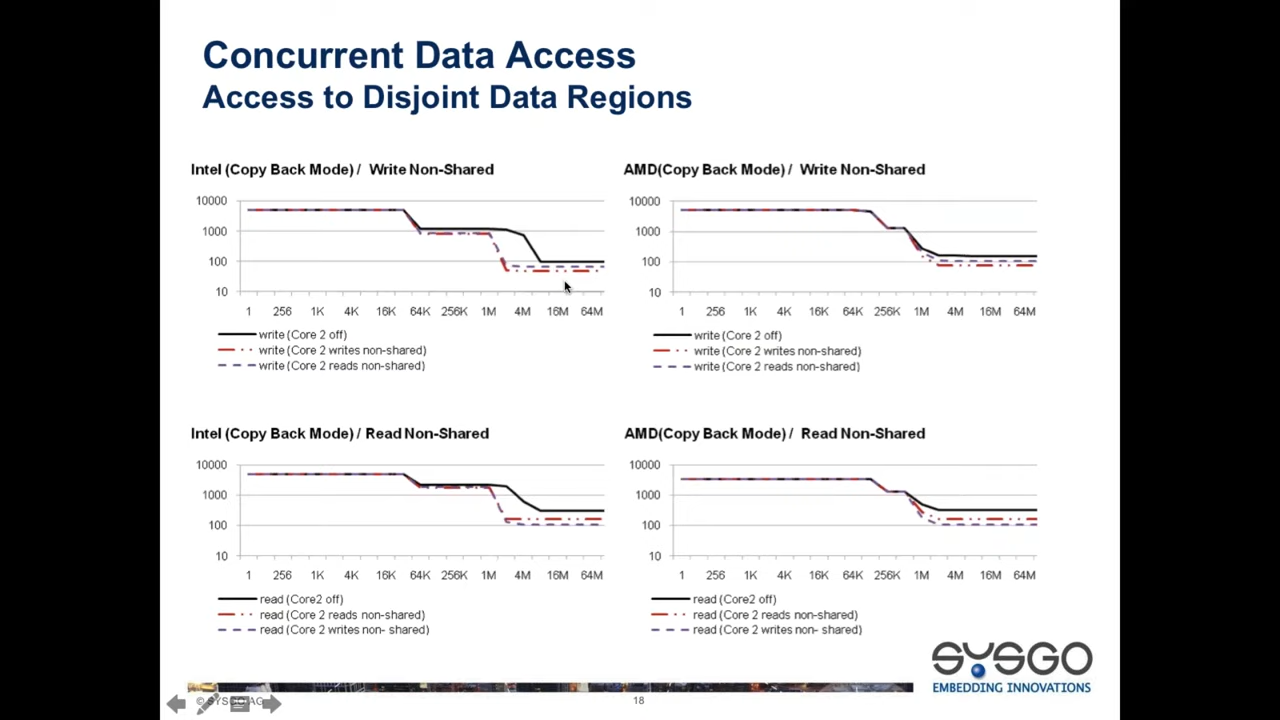 Concurrent Data Access
Access to Disjoint Data Regions
Intel (Copy Back Mode) / Write Non-Shared
10000
1000
100
10
1 256 1K 4K 16K 64K 256K 1M 4M 16M 64M
write (Core 2 off)
write (Core 2 writes non-shared)
write (Core 2 reads non-shared)
AMD(Copy Back Mode) / Write Non-Shared
10000
1000
100
10
1 256 1K 4K 16K 64K 256K 1M 4M 16M 64M
write (Core 2 off)
write (Core 2 writes non-shared)
write (Core 2 reads non-shared)
Intel (Copy Back Mode) / Read Non-Shared
10000
1000
100
10
1 256 1K 4K 16K 64K 256K 1M 4M 16M 64M
read (Core2 off)
read (Core 2 reads non-shared)
read (Core 2 writes non- shared)
AMD(Copy Back Mode) / Read Non-Shared
10000
1000
100
10
1 256 1K 4K 16K 64K 256K 1M 4M 16M 64M
read (Core2 off)
read (Core 2 reads non-shared)
read (Core 2 writes non- shared)
SYSGO
EMBEDDING INNOVATIONS
© SYSGO AG
18